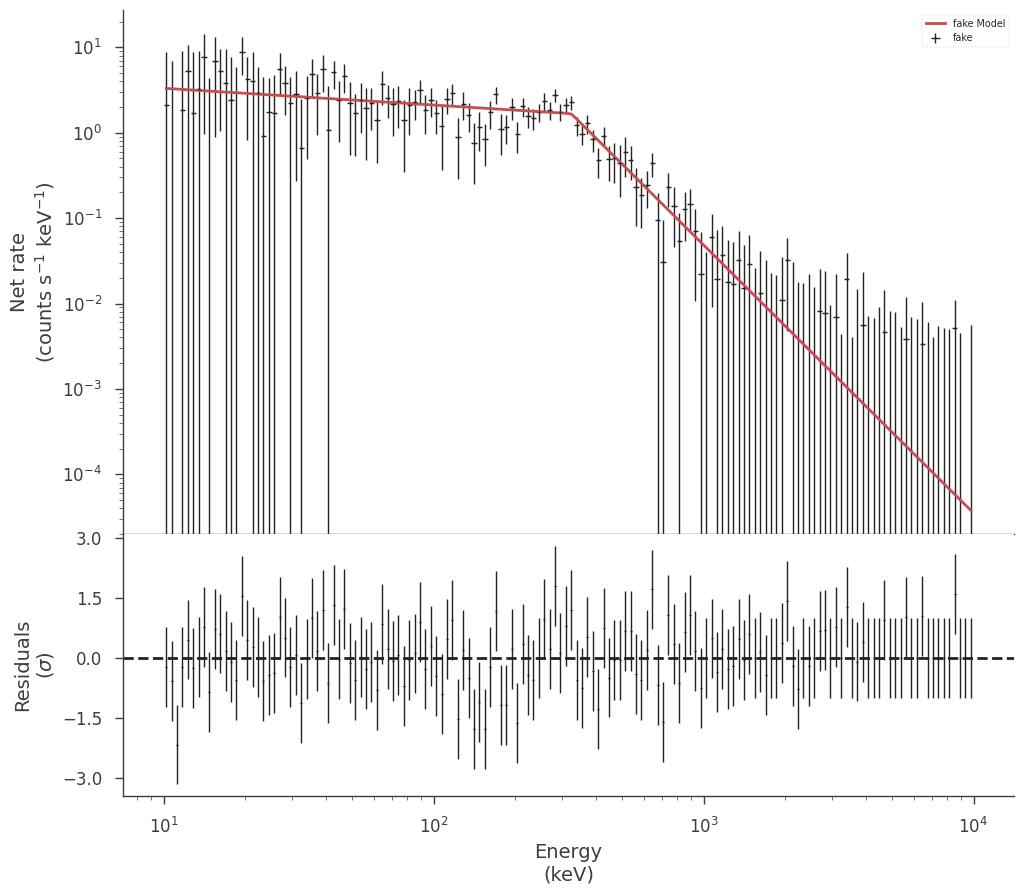 fake Model
fake
10¹
10⁰
10⁻¹
10⁻²
10⁻³
10⁻⁴
Net rate
(counts s⁻¹ keV⁻¹)
3.0
1.5
0.0
−1.5
−3.0
Residuals
(σ)
10¹
10²
10³
10⁴
Energy
(keV)